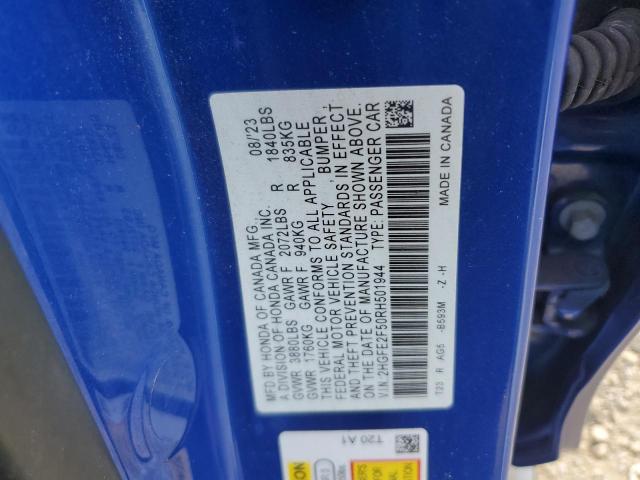 MFD BY HONDA OF CANADA MFG. 08/'23
A DIVISION OF HONDA CANADA INC.
GVWR 3880LBS GAWR F 2072LBS R 1840LBS
GVWR 1760KG GAWR F 940KG R 835KG
THIS VEHICLE CONFORMS TO ALL APPLICABLE
FEDERAL MOTOR VEHICLE SAFETY , BUMPER ,
AND THEFT PREVENTION STANDARDS IN EFFECT
ON THE DATE OF MANUFACTURE SHOWN ABOVE.
V.I.N. 2HGFE2F50RH501944 TYPE: PASSENGER CAR
T23 R AG5 -B593M -Z -H MADE IN CANADA
T20 A1